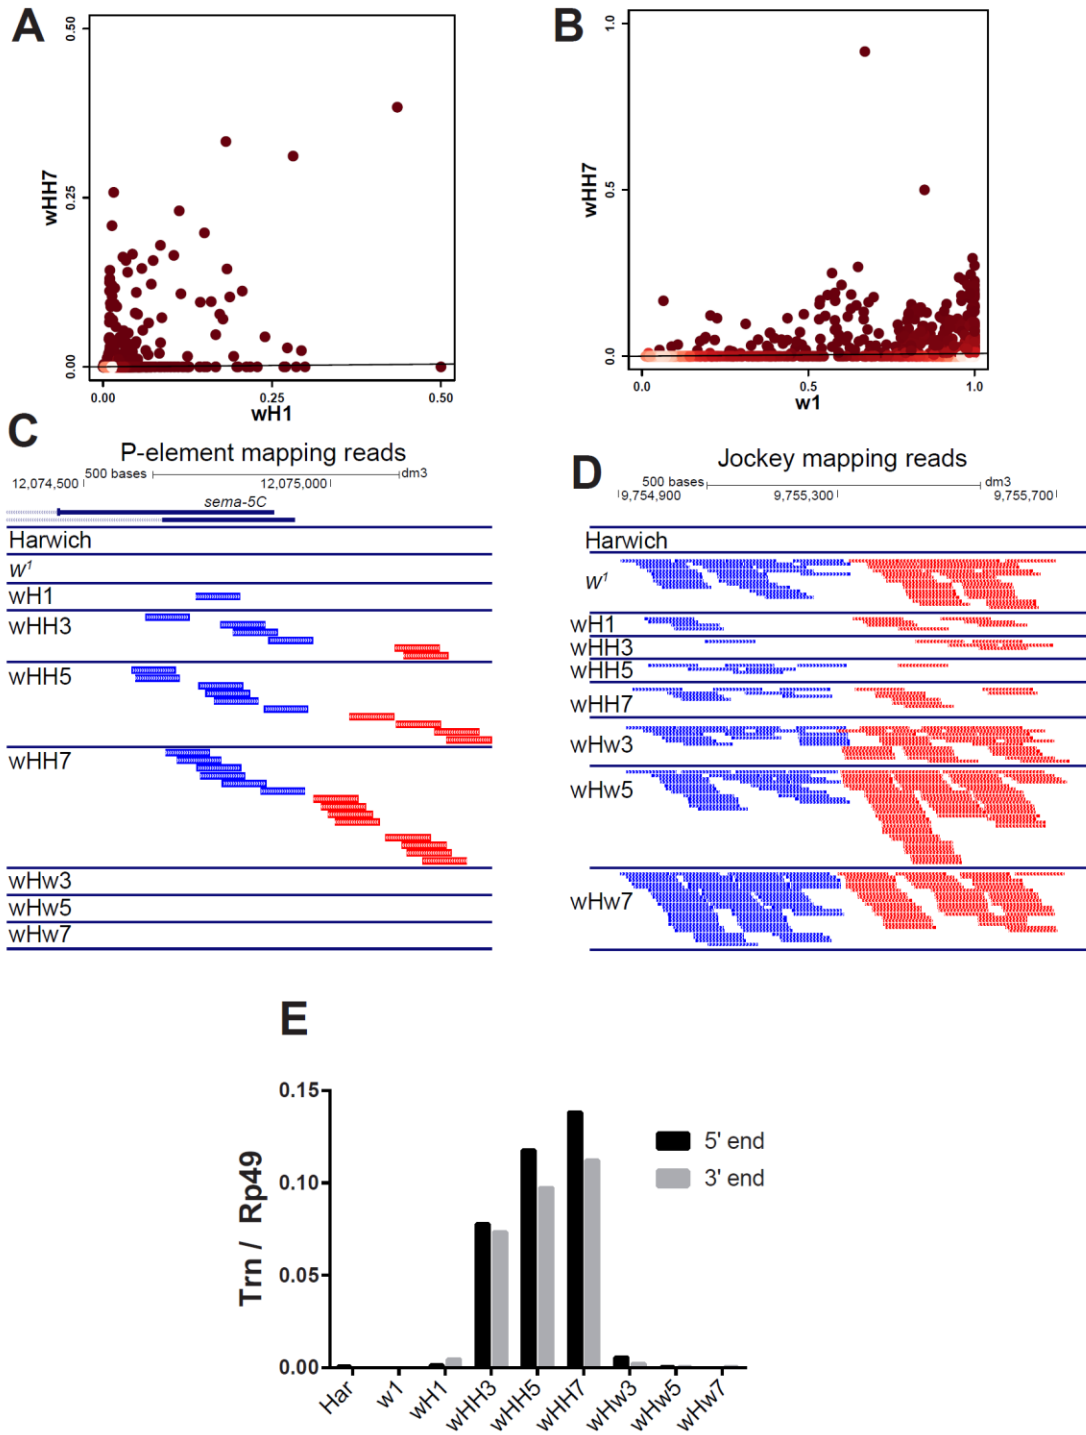 A
0.50
0.25
0.00
wHH7
0.00
0.25
0.50
wH1
B
1.0
0.5
0.0
wHH7
0.0
0.5
1.0
w1
C
P-element mapping reads
500 bases
dm3
12,074,500
12,075,000
sema-5C
Harwich
w¹
wH1
wHH3
wHH5
wHH7
wHw3
wHw5
wHw7
D
Jockey mapping reads
500 bases
dm3
9,754,900
9,755,300
9,755,700
Harwich
w¹
wH1
wHH3
wHH5
wHH7
wHw3
wHw5
wHw7
E
0.15
0.10
0.05
0.00
Trn / Rp49
5' end
3' end
Har
w1
wH1
wHH3
wHH5
wHH7
wHw3
wHw5
wHw7